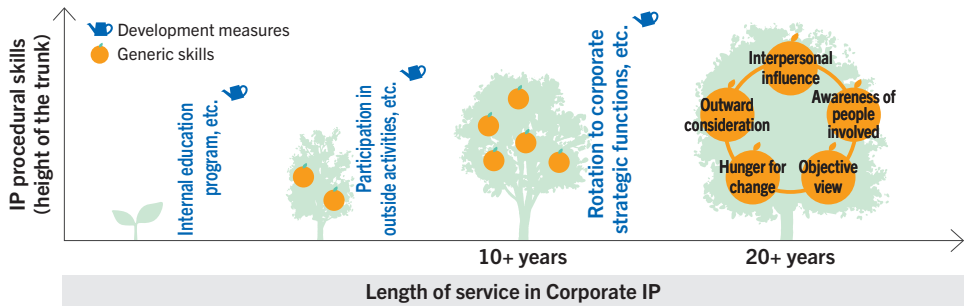 IP procedural skills
(height of the trunk)
Development measures
Generic skills
Internal education
program, etc.
Participation in
outside activities, etc.
Rotation to corporate
strategic functions, etc.
Interpersonal
influence
Outward
consideration
Awareness of
people
involved
Hunger for
change
Objective
view
10+ years
20+ years
Length of service in Corporate IP